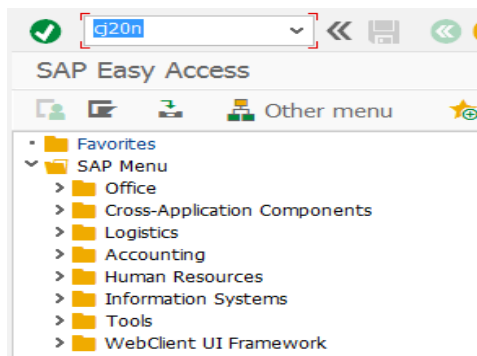 cj20n
SAP Easy Access
Other menu
Favorites
SAP Menu
Office
Cross-Application Components
Logistics
Accounting
Human Resources
Information Systems
Tools
WebClient UI Framework